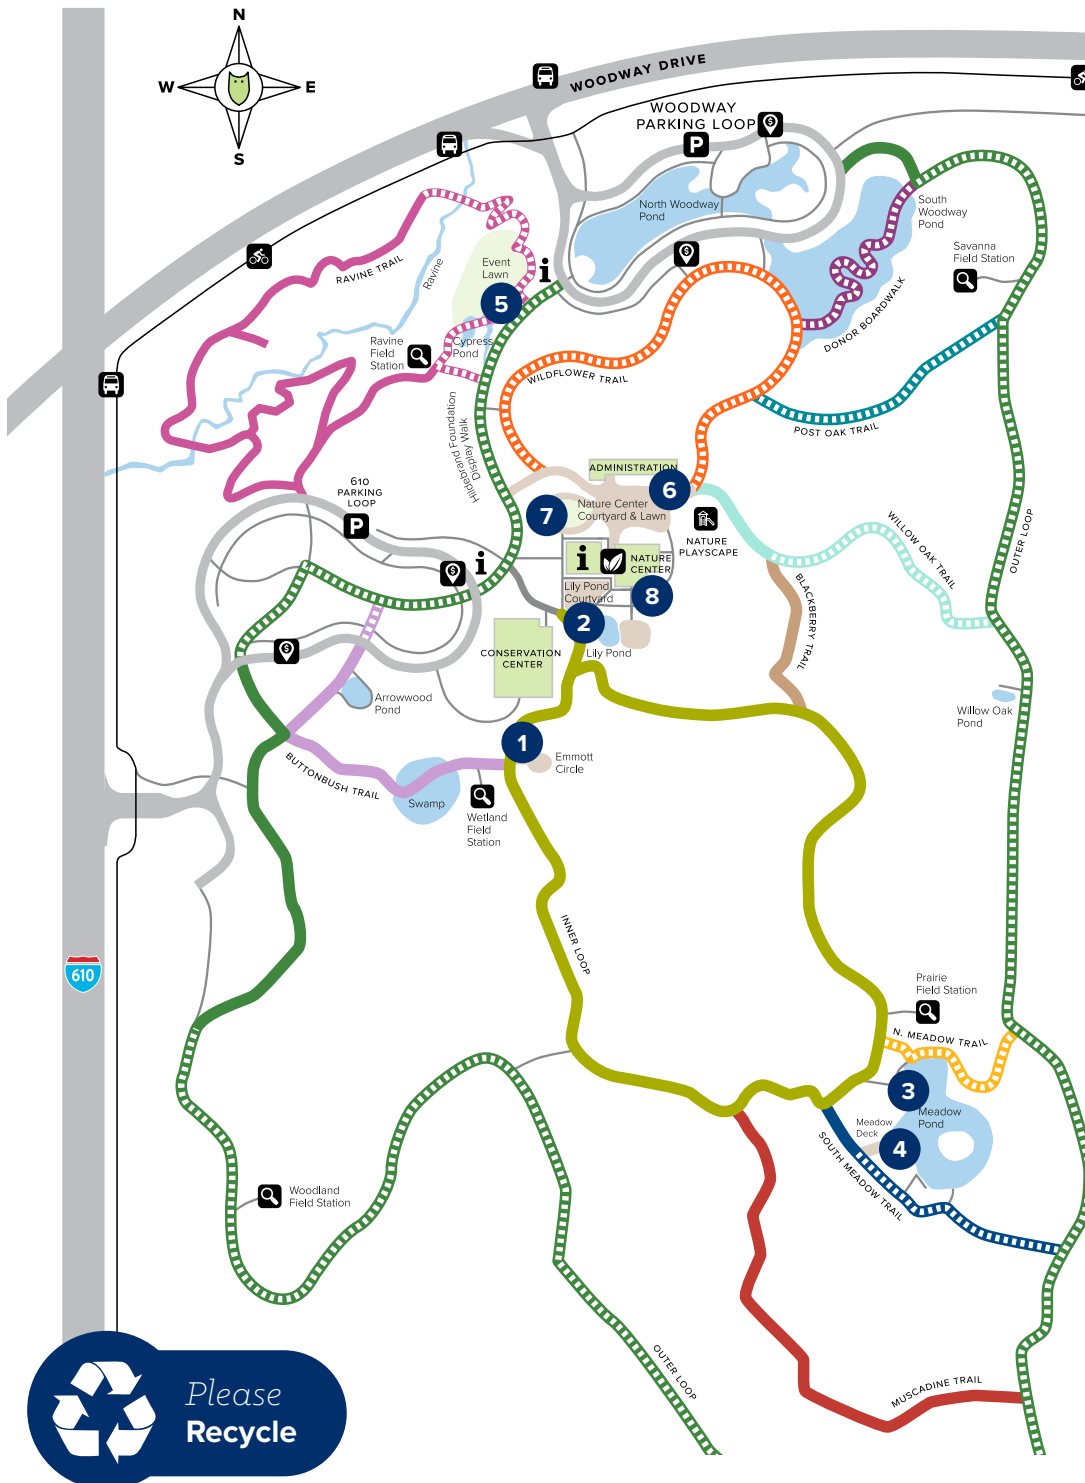 N
W
E
S
WOODWAY DRIVE
WOODWAY
PARKING LOOP
$
P
North Woodway
Pond
South
Woodway
Pond
Savanna
Field Station
Event
Lawn
i
5
RAVINE TRAIL
Ravine
$
DONOR BOARDWALK
Ravine
Field
Station
Cypress
Pond
WILDFLOWER TRAIL
POST OAK TRAIL
Hildebrand Foundation
Display Walk
ADMINISTRATION
6
610
PARKING
LOOP
P
7
Nature Center
Courtyard & Lawn
NATURE
PLAYSCAPE
WILLOW OAK TRAIL
OUTER LOOP
i
$
i
NATURE
CENTER
Lily Pond
Courtyard
8
BLACKBERRY TRAIL
2
$
CONSERVATION
CENTER
Lily Pond
Arrowwood
Pond
Willow Oak
Pond
1
Emmott
Circle
BUTTONBUSH TRAIL
Swamp
Wetland
Field
Station
INNER LOOP
610
Prairie
Field Station
N. MEADOW TRAIL
3
Meadow
Pond
Meadow
Deck
4
SOUTH MEADOW TRAIL
Woodland
Field Station
OUTER LOOP
MUSCADINE TRAIL
Please
Recycle